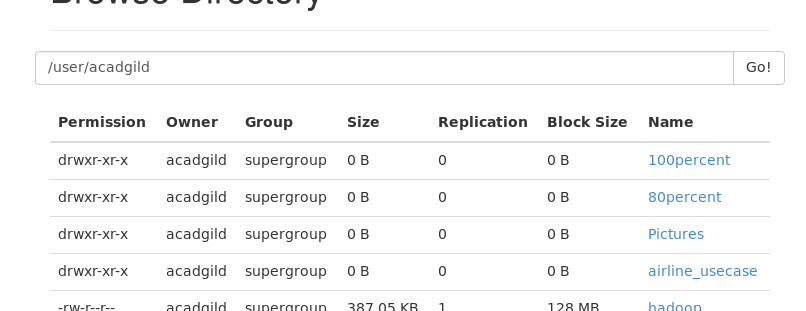 Browse Directory
/user/acadgild Go!
Permission Owner Group Size Replication Block Size Name
drwxr-xr-x acadgild supergroup 0 B 0 0 B 100percent
drwxr-xr-x acadgild supergroup 0 B 0 0 B 80percent
drwxr-xr-x acadgild supergroup 0 B 0 0 B Pictures
drwxr-xr-x acadgild supergroup 0 B 0 0 B airline_usecase
-rw-r--r-- acadgild supergroup 387.05 KB 1 128 MB hadoop